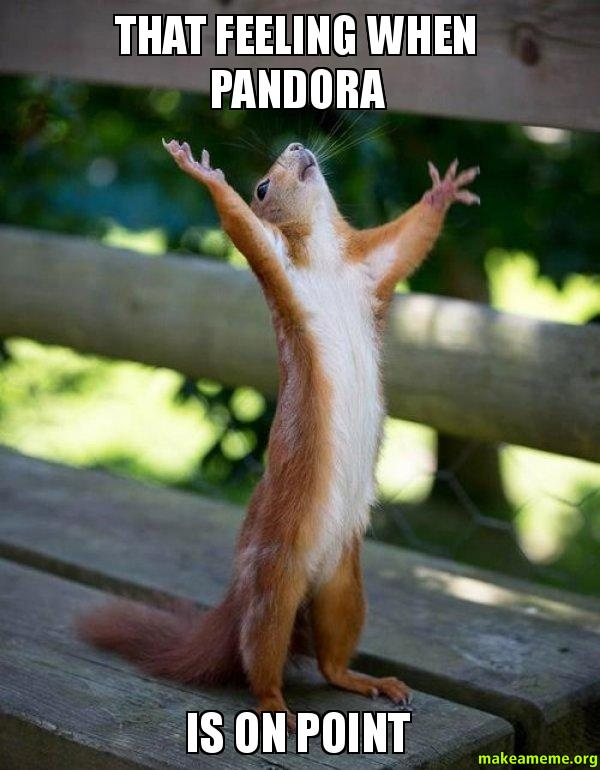 THAT FEELING WHEN
PANDORA
IS ON POINT
makeameme.org